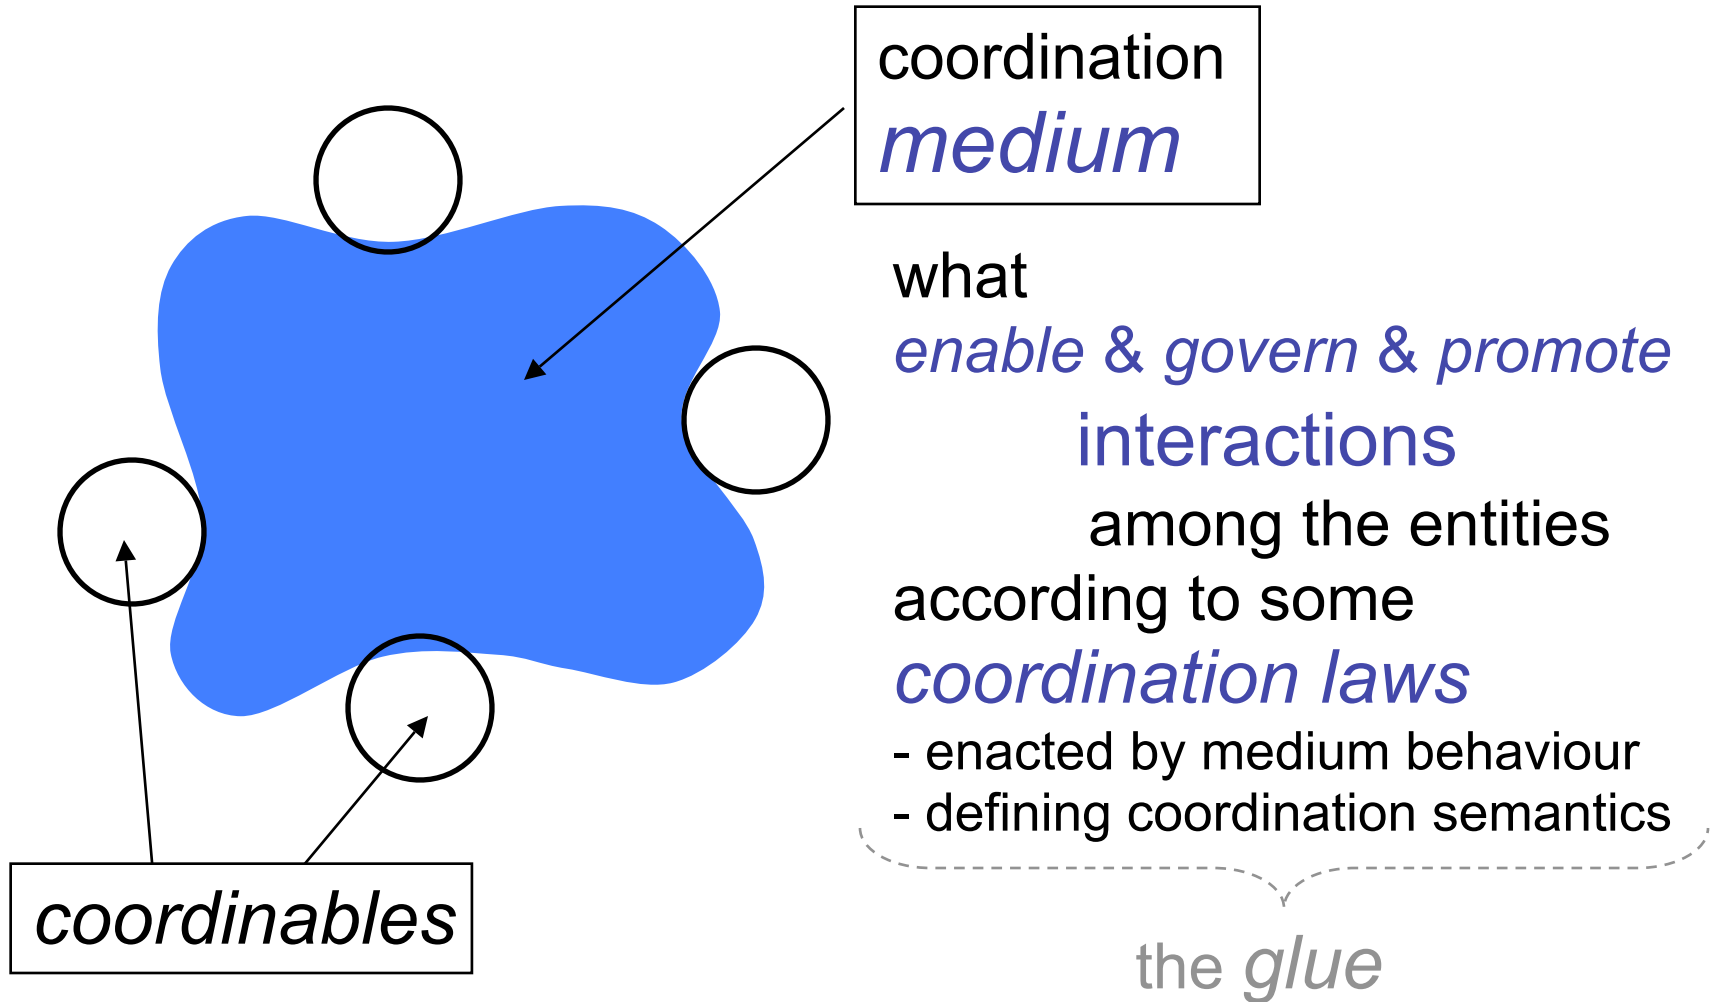 coordination
medium
what
enable & govern & promote
interactions
among the entities
according to some
coordination laws
- enacted by medium behaviour
- defining coordination semantics
the glue
coordinables